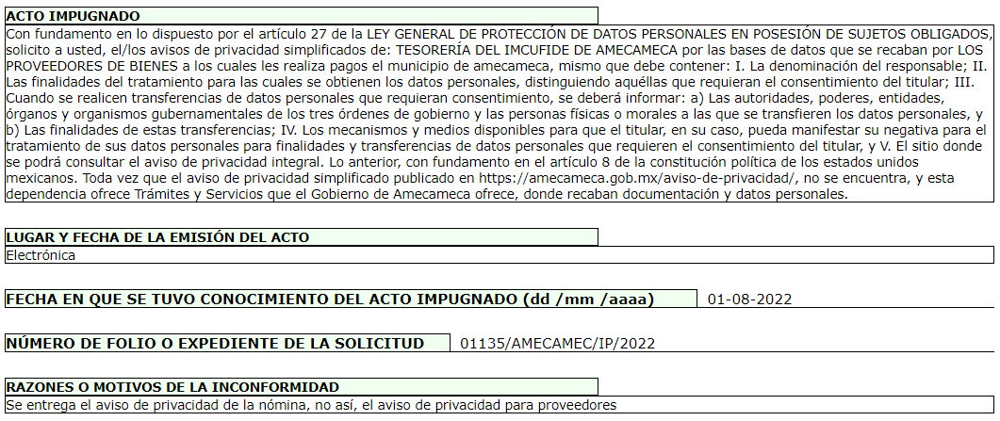 ACTO IMPUGNADO
Con fundamento en lo dispuesto por el artículo 27 de la LEY GENERAL DE PROTECCIÓN DE DATOS PERSONALES EN POSESIÓN DE SUJETOS OBLIGADOS,
solicito a usted, el/los avisos de privacidad simplificados de: TESORERÍA DEL IMCUFIDE DE AMECAMECA por las bases de datos que se recaban por LOS
PROVEEDORES DE BIENES a los cuales les realiza pagos el municipio de amecameca, mismo que debe contener: I. La denominación del responsable; II.
Las finalidades del tratamiento para las cuales se obtienen los datos personales, distinguiendo aquéllas que requieran el consentimiento del titular; III.
Cuando se realicen transferencias de datos personales que requieran consentimiento, se deberá informar: a) Las autoridades, poderes, entidades,
órganos y organismos gubernamentales de los tres órdenes de gobierno y las personas físicas o morales a las que se transfieren los datos personales, y
b) Las finalidades de estas transferencias; IV. Los mecanismos y medios disponibles para que el titular, en su caso, pueda manifestar su negativa para el
tratamiento de sus datos personales para finalidades y transferencias de datos personales que requieren el consentimiento del titular, y V. El sitio donde
se podrá consultar el aviso de privacidad integral. Lo anterior, con fundamento en el artículo 8 de la constitución política de los estados unidos
mexicanos. Toda vez que el aviso de privacidad simplificado publicado en https://amecameca.gob.mx/aviso-de-privacidad/, no se encuentra, y esta
dependencia ofrece Trámites y Servicios que el Gobierno de Amecameca ofrece, donde recaban documentación y datos personales.
LUGAR Y FECHA DE LA EMISIÓN DEL ACTO
Electrónica
FECHA EN QUE SE TUVO CONOCIMIENTO DEL ACTO IMPUGNADO (dd /mm /aaaa) 01-08-2022
NÚMERO DE FOLIO O EXPEDIENTE DE LA SOLICITUD 01135/AMECAMEC/IP/2022
RAZONES O MOTIVOS DE LA INCONFORMIDAD
Se entrega el aviso de privacidad de la nómina, no así, el aviso de privacidad para proveedores